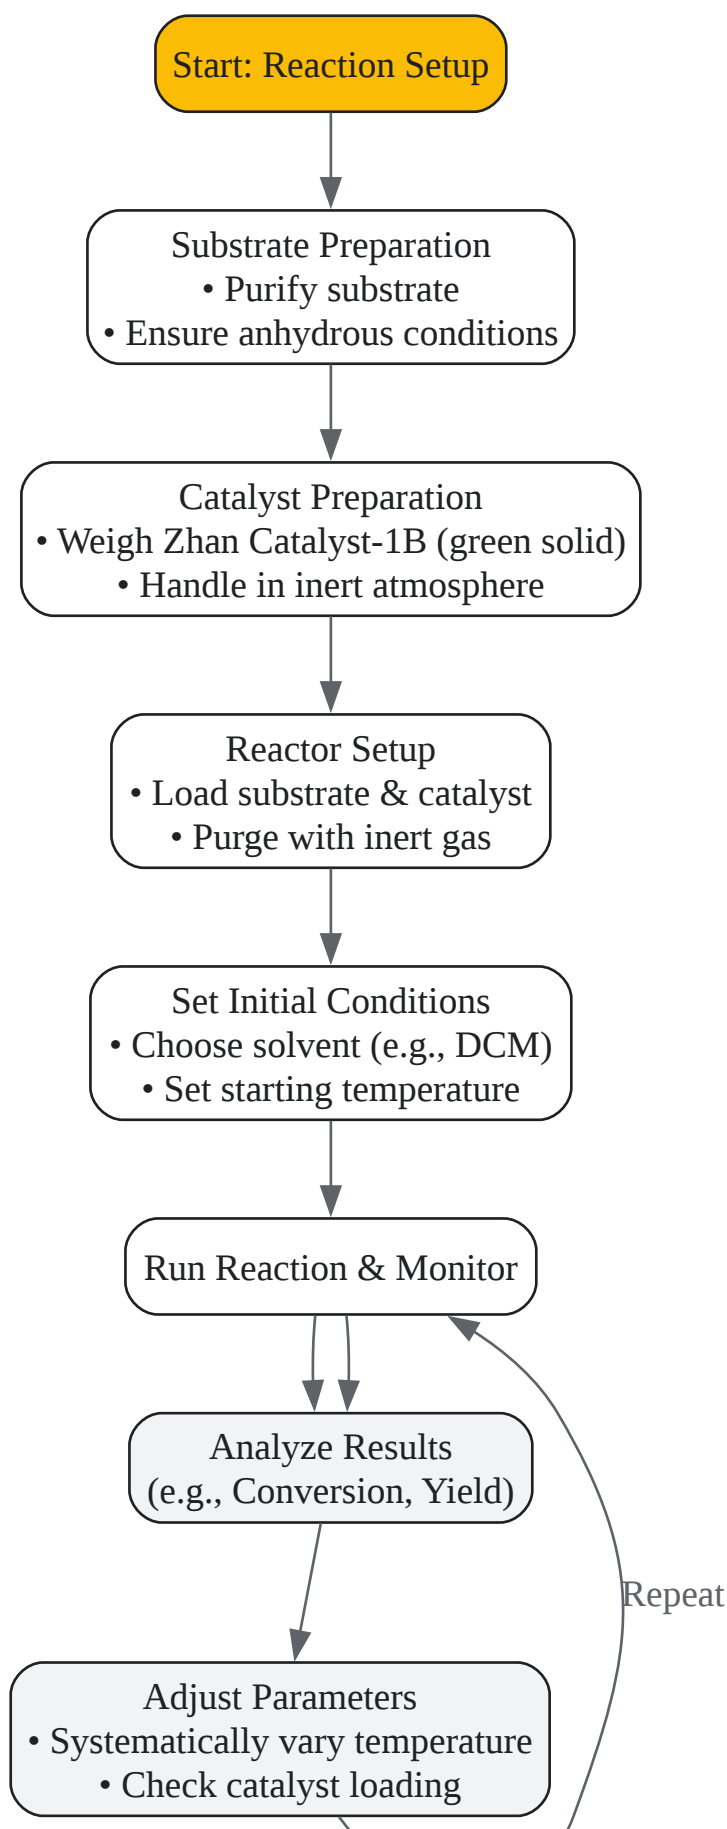 Start: Reaction Setup
Substrate Preparation
• Purify substrate
• Ensure anhydrous conditions
Catalyst Preparation
• Weigh Zhan Catalyst-1B (green solid)
• Handle in inert atmosphere
Reactor Setup
• Load substrate & catalyst
• Purge with inert gas
Set Initial Conditions
• Choose solvent (e.g., DCM)
• Set starting temperature
Run Reaction & Monitor
Analyze Results
(e.g., Conversion, Yield)
Repeat
Adjust Parameters
• Systematically vary temperature
• Check catalyst loading